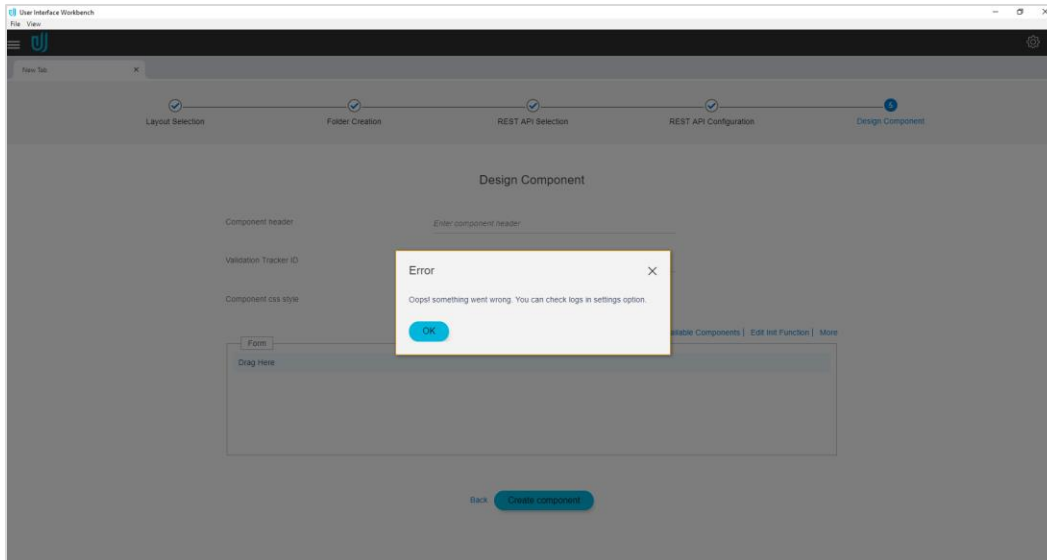 User Interface Workbench
File View
New Tab
5
Layout Selection
Folder Creation
REST API Selection
REST API Configuration
Design Component
Design Component
Component header
Enter component header
Validation Tracker ID
Error
Oops! something went wrong. You can check logs in settings option.
Component css style
OK
Components | Edit Init Function | More
Form
Drag Here
Back
Create component